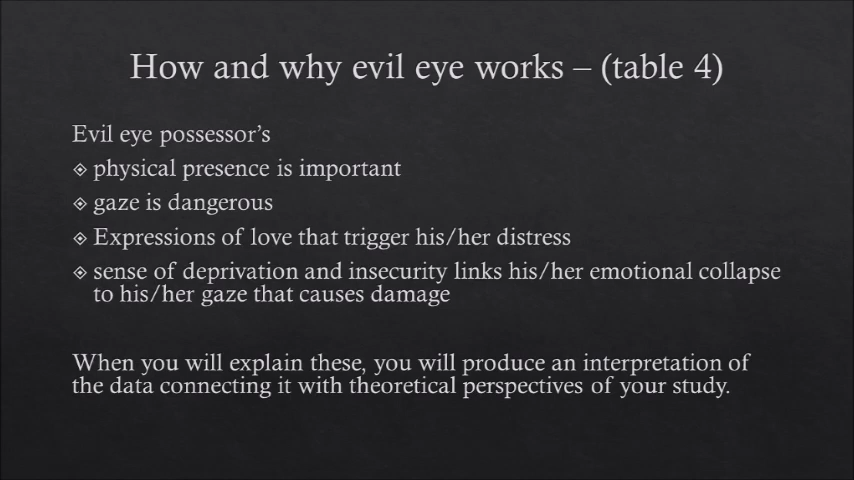 How and why evil eye works – (table 4)
Evil eye possessor’s
physical presence is important
gaze is dangerous
Expressions of love that trigger his/her distress
sense of deprivation and insecurity links his/her emotional collapse
to his/her gaze that causes damage
When you will explain these, you will produce an interpretation of
the data connecting it with theoretical perspectives of your study.